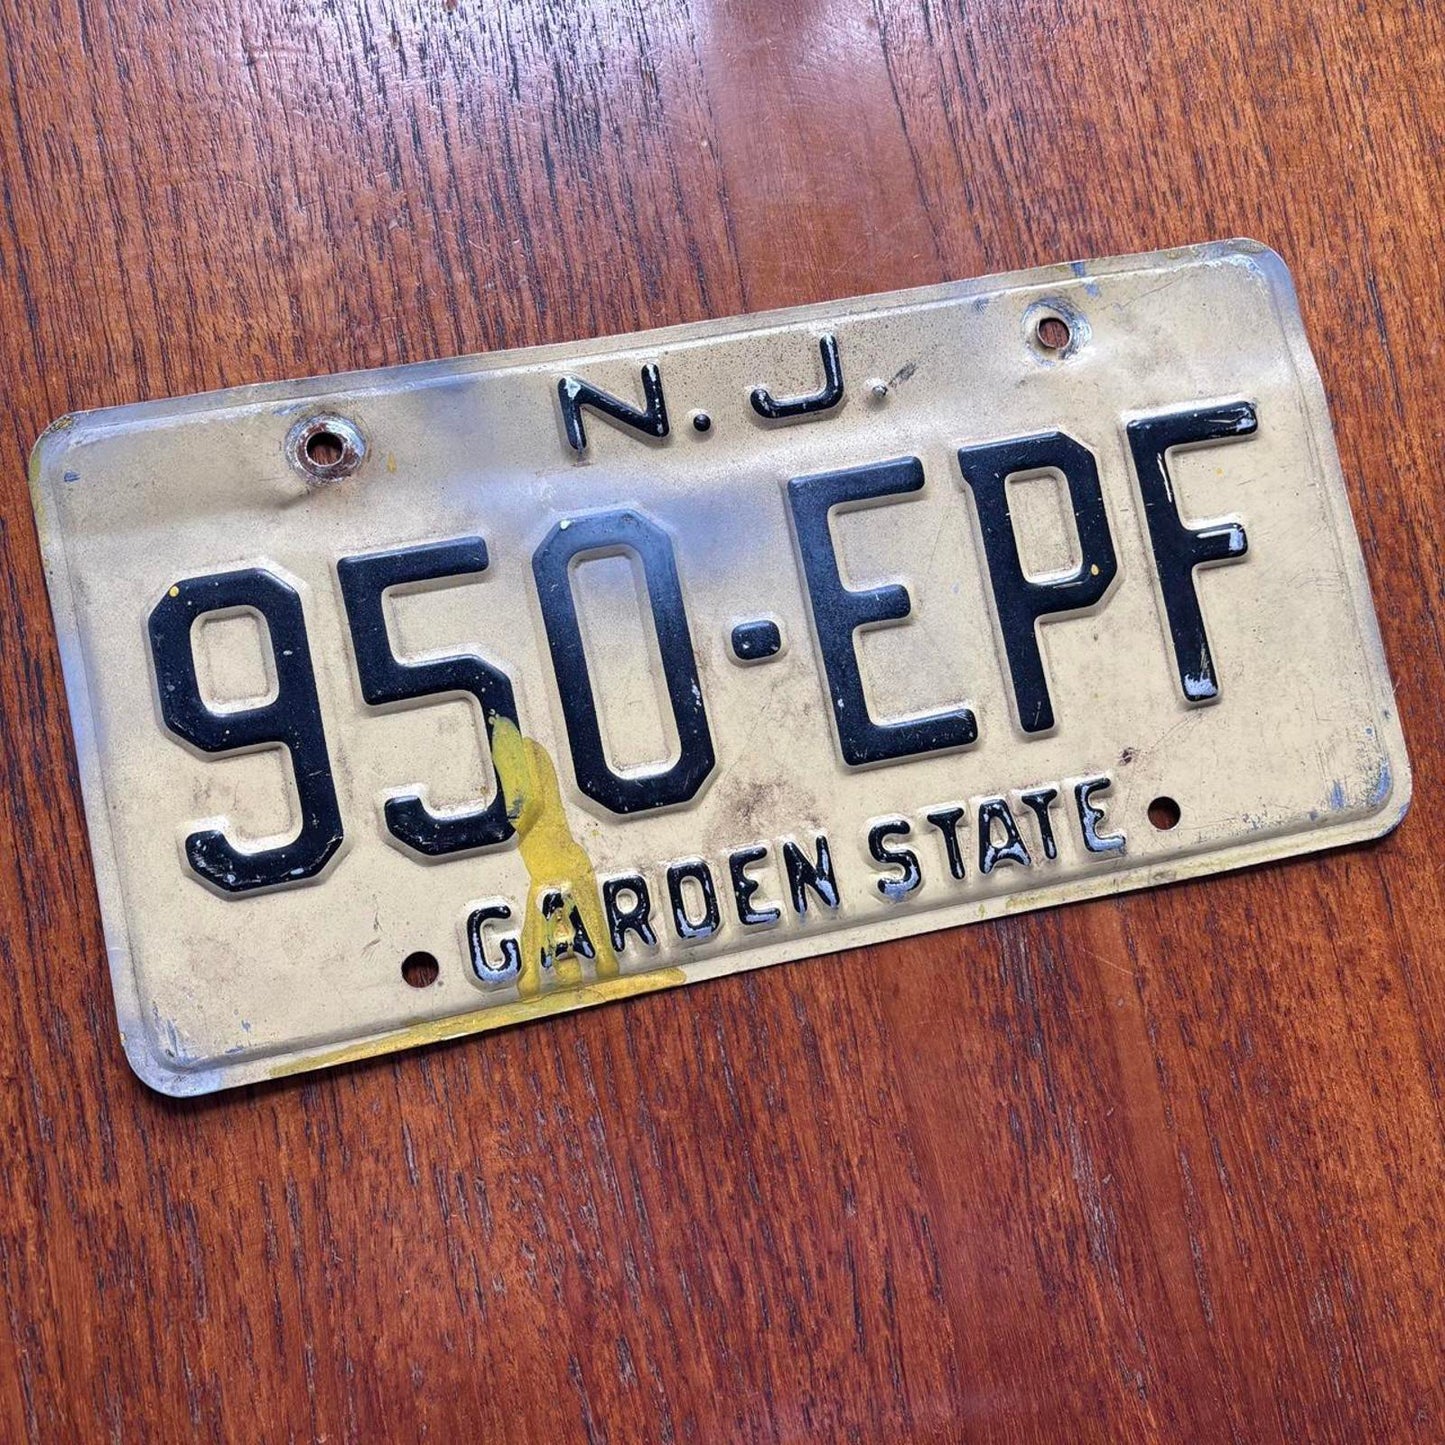 N.J.
950·EPF
GARDEN STATE